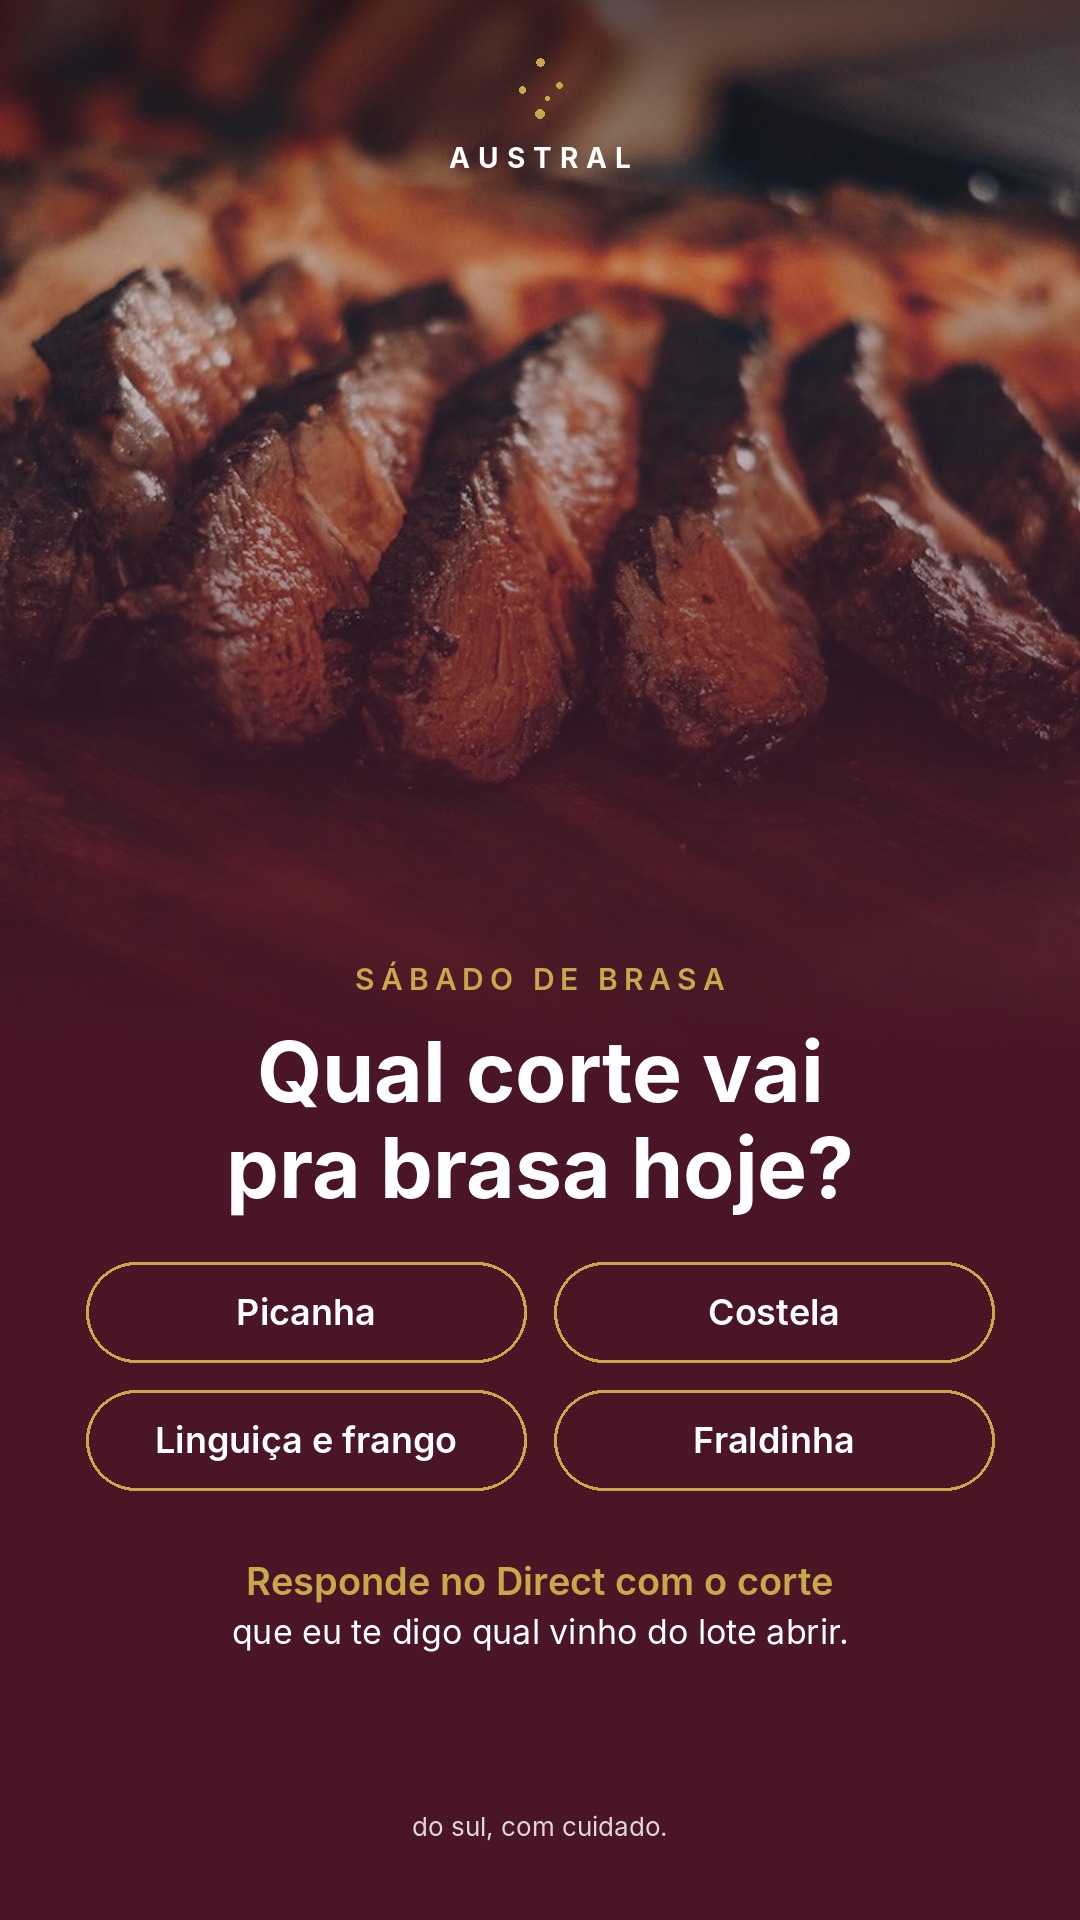 AUSTRAL
SÁBADO DE BRASA
Qual corte vai
pra brasa hoje?
Picanha
Costela
Linguiça e frango
Fraldinha
Responde no Direct com o corte
que eu te digo qual vinho do lote abrir.
do sul, com cuidado.